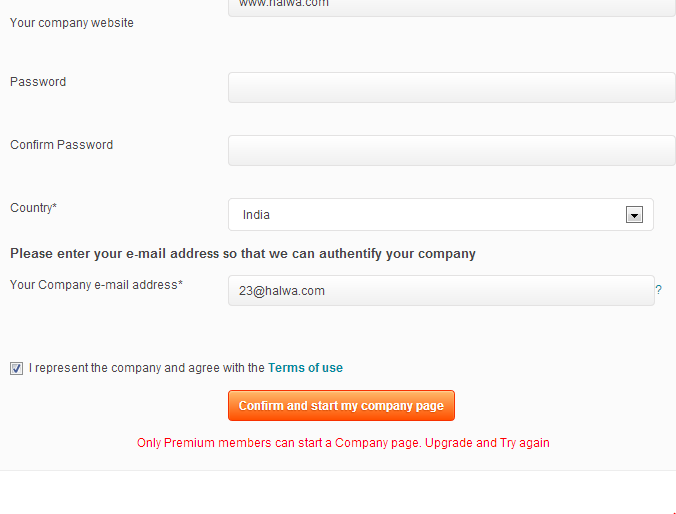 www.halwa.com
Your company website
Password
Confirm Password
Country*
India
Please enter your e-mail address so that we can authentify your company
Your Company e-mail address*
23@halwa.com
?
I represent the company and agree with the Terms of use
Confirm and start my company page
Only Premium members can start a Company page. Upgrade and Try again